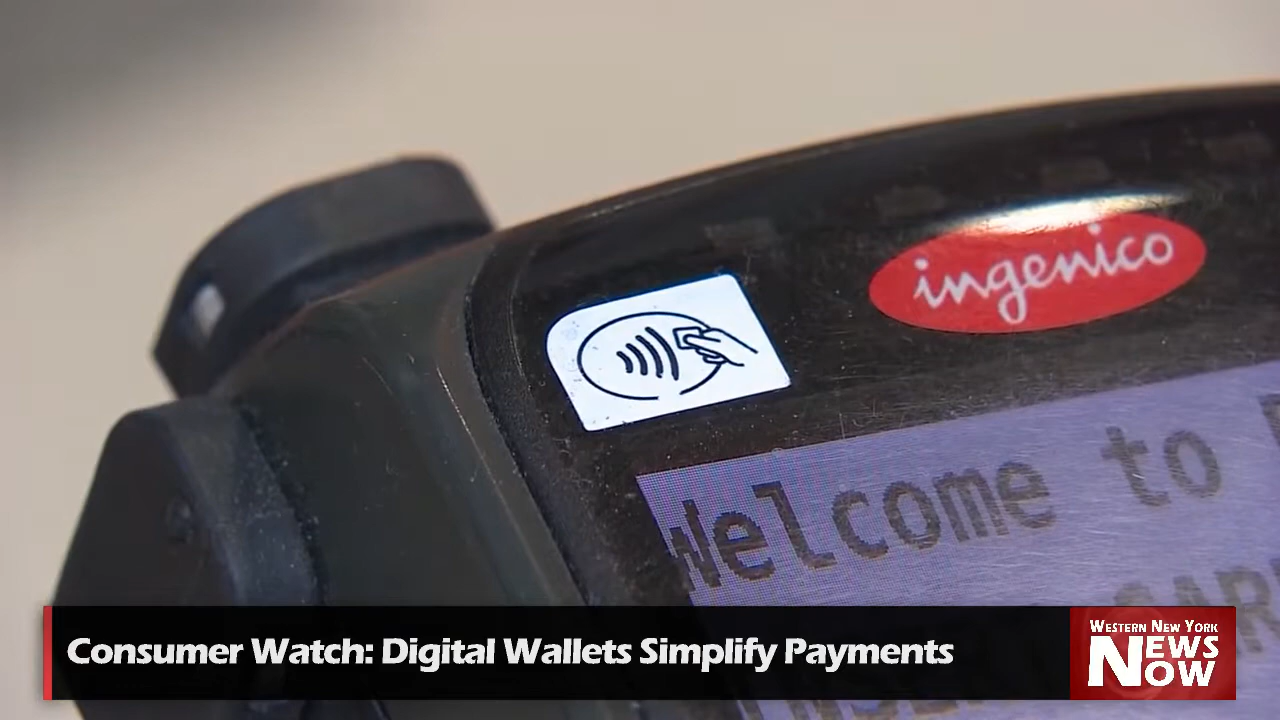 ingenico
Welcome to
Consumer Watch: Digital Wallets Simplify Payments
WESTERN NEW YORK
NEWS
NOW